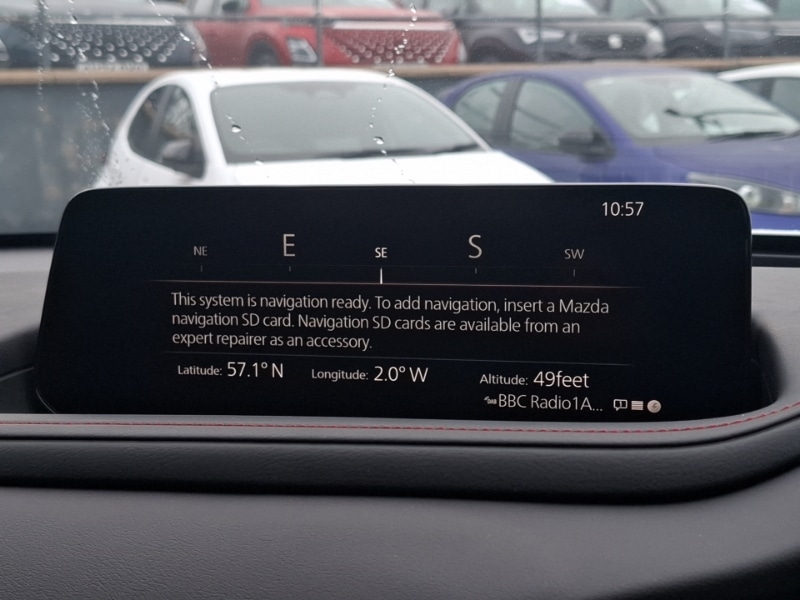 10:57
NE E SE S SW
This system is navigation ready. To add navigation, insert a Mazda
navigation SD card. Navigation SD cards are available from an
expert repairer as an accessory.
Latitude: 57.1° N Longitude: 2.0° W Altitude: 49feet
BBC Radio1A...